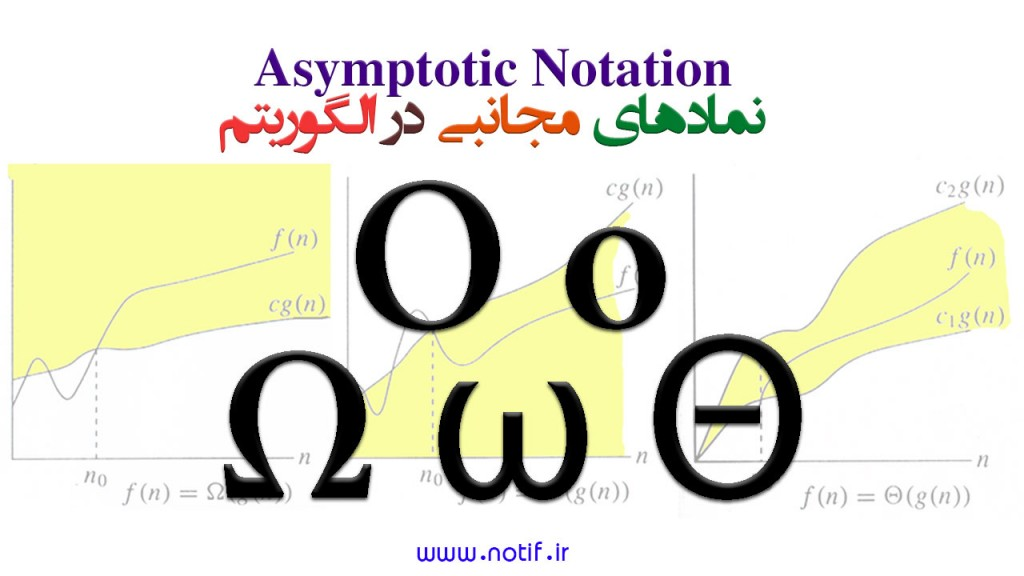 Asymptotic Notation
نمادهای مجانبی در الگوریتم
c₂g(n)
cg(n)
O o
f(n)
f(n)
cg(n)
c₁g(n)
Ω ω Θ
n
n
n
n₀
n₀
f(n) = Ω(g(n))
(g(n))
f(n) = Θ(g(n))
www.notif.ir